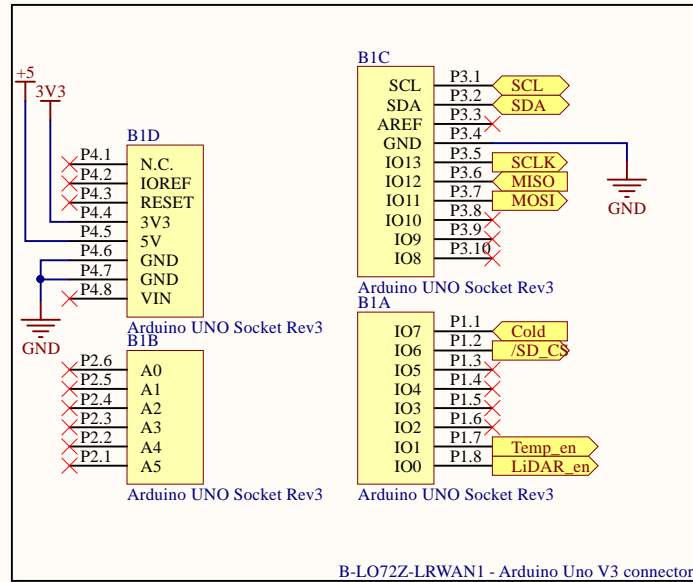 +5
3V3
B1D
P4.1 N.C.
P4.2 IOREF
P4.3 RESET
P4.4 3V3
P4.5 5V
P4.6 GND
P4.7 GND
P4.8 VIN
Arduino UNO Socket Rev3
GND
B1B
P2.6 A0
P2.5 A1
P2.4 A2
P2.3 A3
P2.2 A4
P2.1 A5
Arduino UNO Socket Rev3
B1C
SCL P3.1 SCL
SDA P3.2 SDA
AREF P3.3
GND P3.4
IO13 P3.5 SCLK
IO12 P3.6 MISO
IO11 P3.7 MOSI
IO10 P3.8
IO9 P3.9
IO8 P3.10
GND
Arduino UNO Socket Rev3
B1A
IO7 P1.1 Cold
IO6 P1.2 /SD_CS
IO5 P1.3
IO4 P1.4
IO3 P1.5
IO2 P1.6
IO1 P1.7 Temp_en
IO0 P1.8 LiDAR_en
Arduino UNO Socket Rev3
B-LO72Z-LRWAN1 - Arduino Uno V3 connector